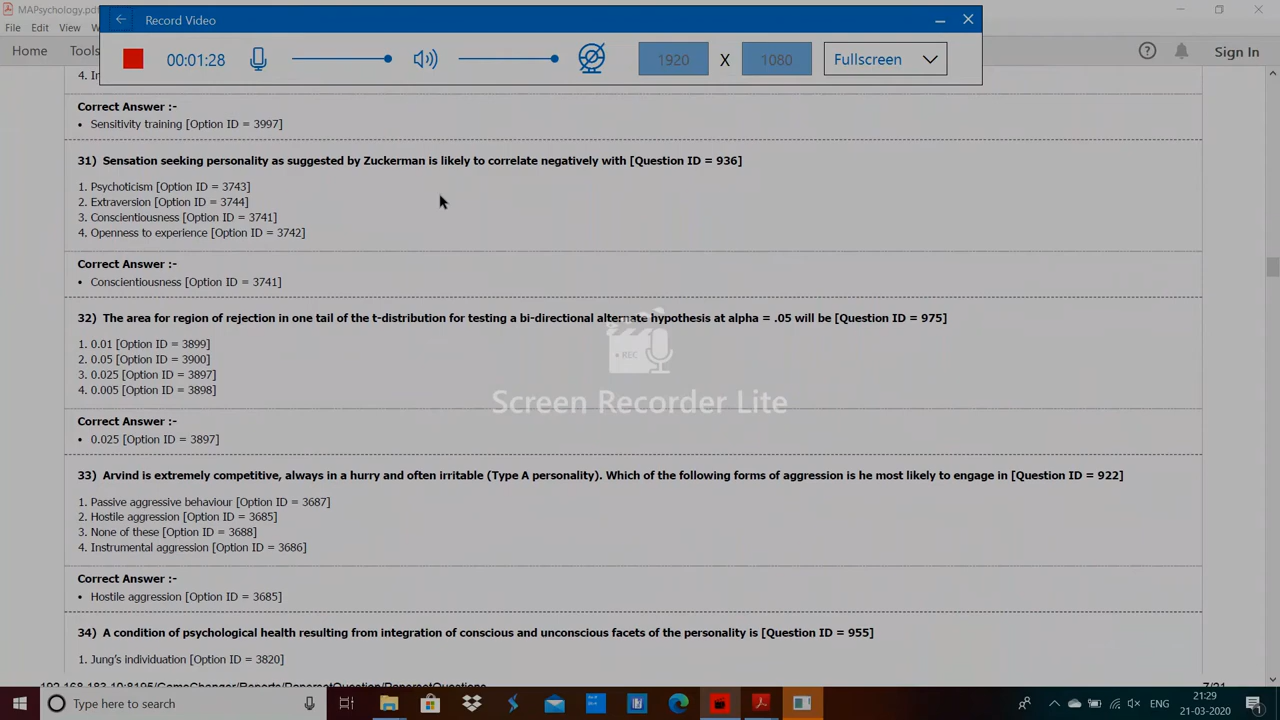 MAPsychology.pdf
Record Video
File Edit View W
Home Tools
00:01:28
1920 X 1080
Fullscreen
Sign In
Correct Answer :-
• Sensitivity training [Option ID = 3997]
31) Sensation seeking personality as suggested by Zuckerman is likely to correlate negatively with [Question ID = 936]
1. Psychoticism [Option ID = 3743]
2. Extraversion [Option ID = 3744]
3. Conscientiousness [Option ID = 3741]
4. Openness to experience [Option ID = 3742]
Correct Answer :-
• Conscientiousness [Option ID = 3741]
32) The area for region of rejection in one tail of the t-distribution for testing a bi-directional alternate hypothesis at alpha = .05 will be [Question ID = 975]
1. 0.01 [Option ID = 3899]
2. 0.05 [Option ID = 3900]
3. 0.025 [Option ID = 3897]
4. 0.005 [Option ID = 3898]
REC
Screen Recorder Lite
Correct Answer :-
• 0.025 [Option ID = 3897]
33) Arvind is extremely competitive, always in a hurry and often irritable (Type A personality). Which of the following forms of aggression is he most likely to engage in [Question ID = 922]
1. Passive aggressive behaviour [Option ID = 3687]
2. Hostile aggression [Option ID = 3685]
3. None of these [Option ID = 3688]
4. Instrumental aggression [Option ID = 3686]
Correct Answer :-
• Hostile aggression [Option ID = 3685]
34) A condition of psychological health resulting from integration of conscious and unconscious facets of the personality is [Question ID = 955]
1. Jung's individuation [Option ID = 3820]
Type here to search
ENG
21:29
21-03-2020